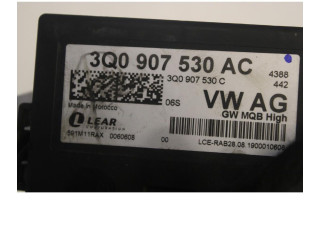 3Q0 907 530 AC
4388
3Q0 907 530 C
442
06S
VW AG
Made in Morocco
GW MQB High
LEAR
CORPORATION
00
LCE-RAB28.08